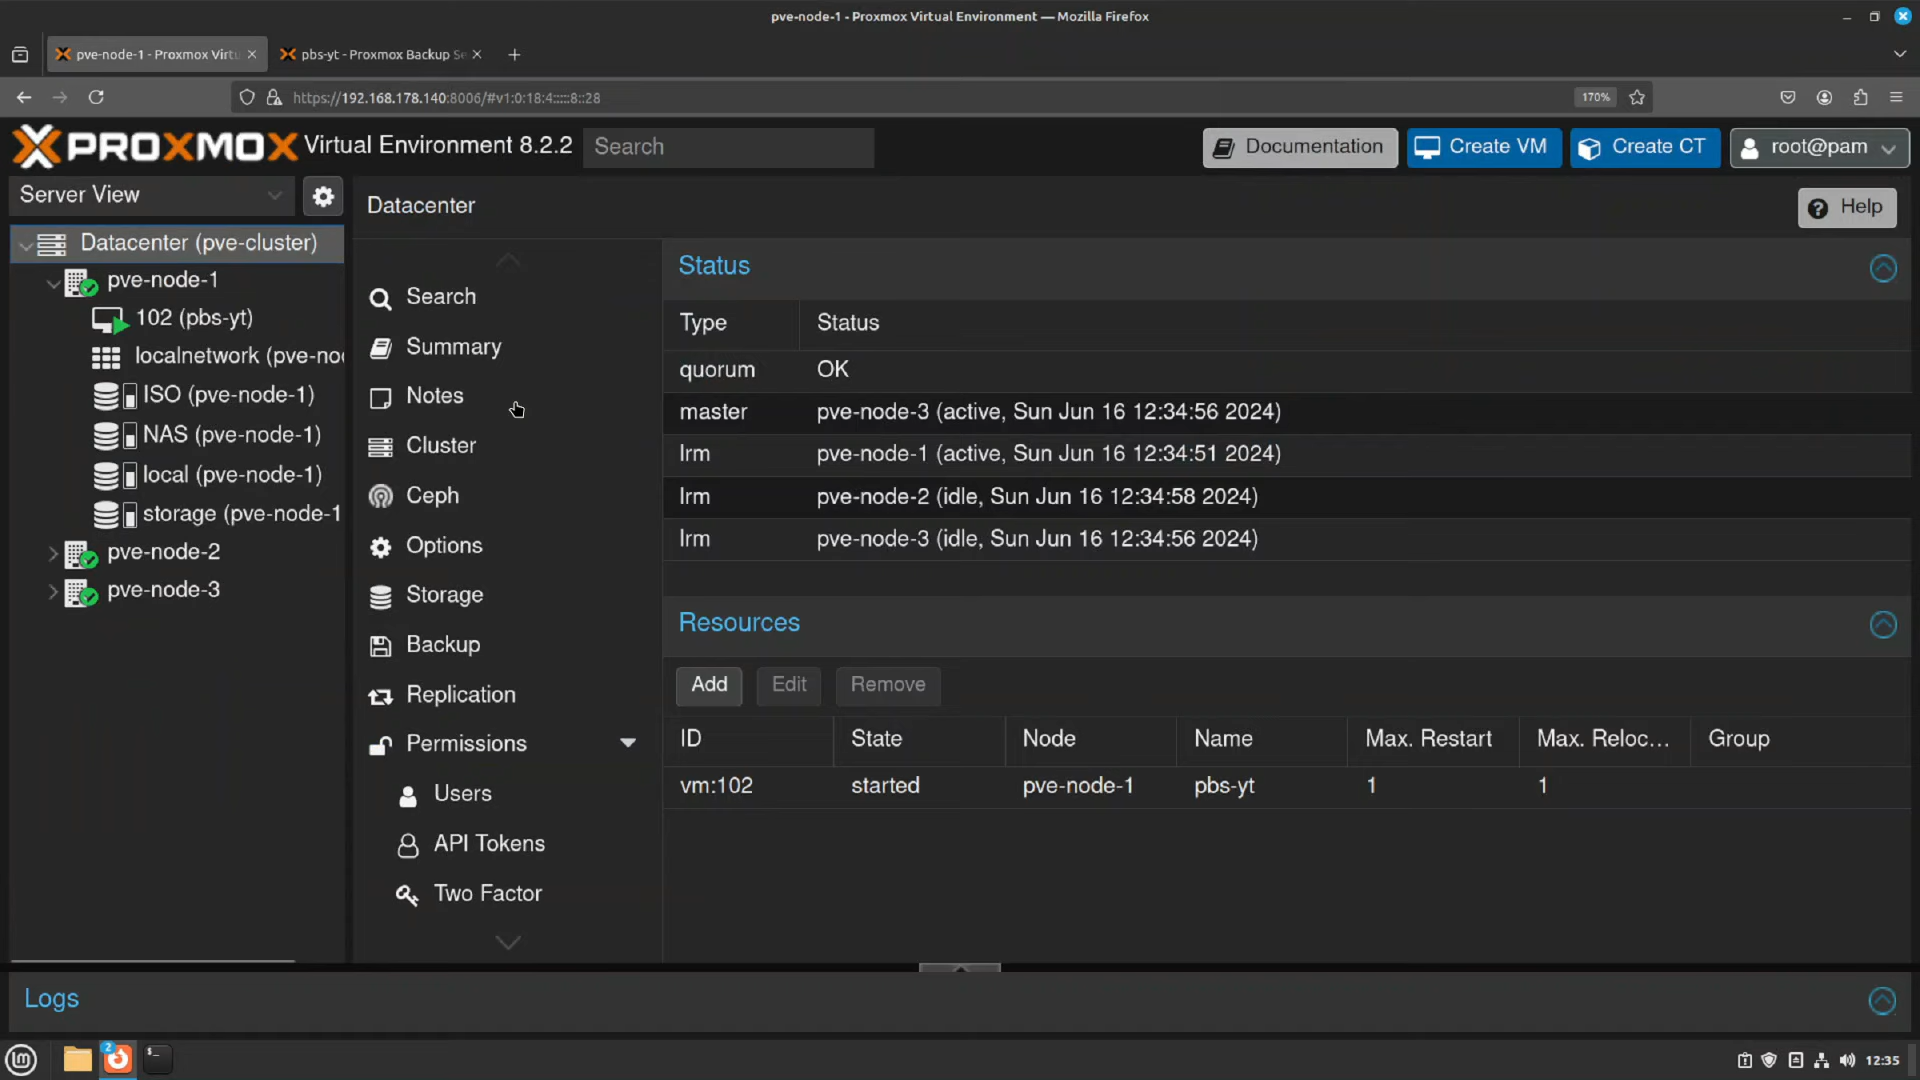 pve-node-1 - Proxmox Virtual Environment — Mozilla Firefox
pve-node-1 - Proxmox Virtu
pbs-yt - Proxmox Backup Se
https://192.168.178.140:8006/#v1:0:18:4:::::8::28
170%
PROXMOX Virtual Environment 8.2.2
Search
Documentation
Create VM
Create CT
root@pam
Server View
Datacenter
Help
Datacenter (pve-cluster)
pve-node-1
102 (pbs-yt)
localnetwork (pve-no
ISO (pve-node-1)
NAS (pve-node-1)
local (pve-node-1)
storage (pve-node-1
pve-node-2
pve-node-3
Search
Summary
Notes
Cluster
Ceph
Options
Storage
Backup
Replication
Permissions
Users
API Tokens
Two Factor
Status
Type Status
quorum OK
master pve-node-3 (active, Sun Jun 16 12:34:56 2024)
lrm pve-node-1 (active, Sun Jun 16 12:34:51 2024)
lrm pve-node-2 (idle, Sun Jun 16 12:34:58 2024)
lrm pve-node-3 (idle, Sun Jun 16 12:34:56 2024)
Resources
Add Edit Remove
ID State Node Name Max. Restart Max. Reloc... Group
vm:102 started pve-node-1 pbs-yt 1 1
Logs
2
12:35